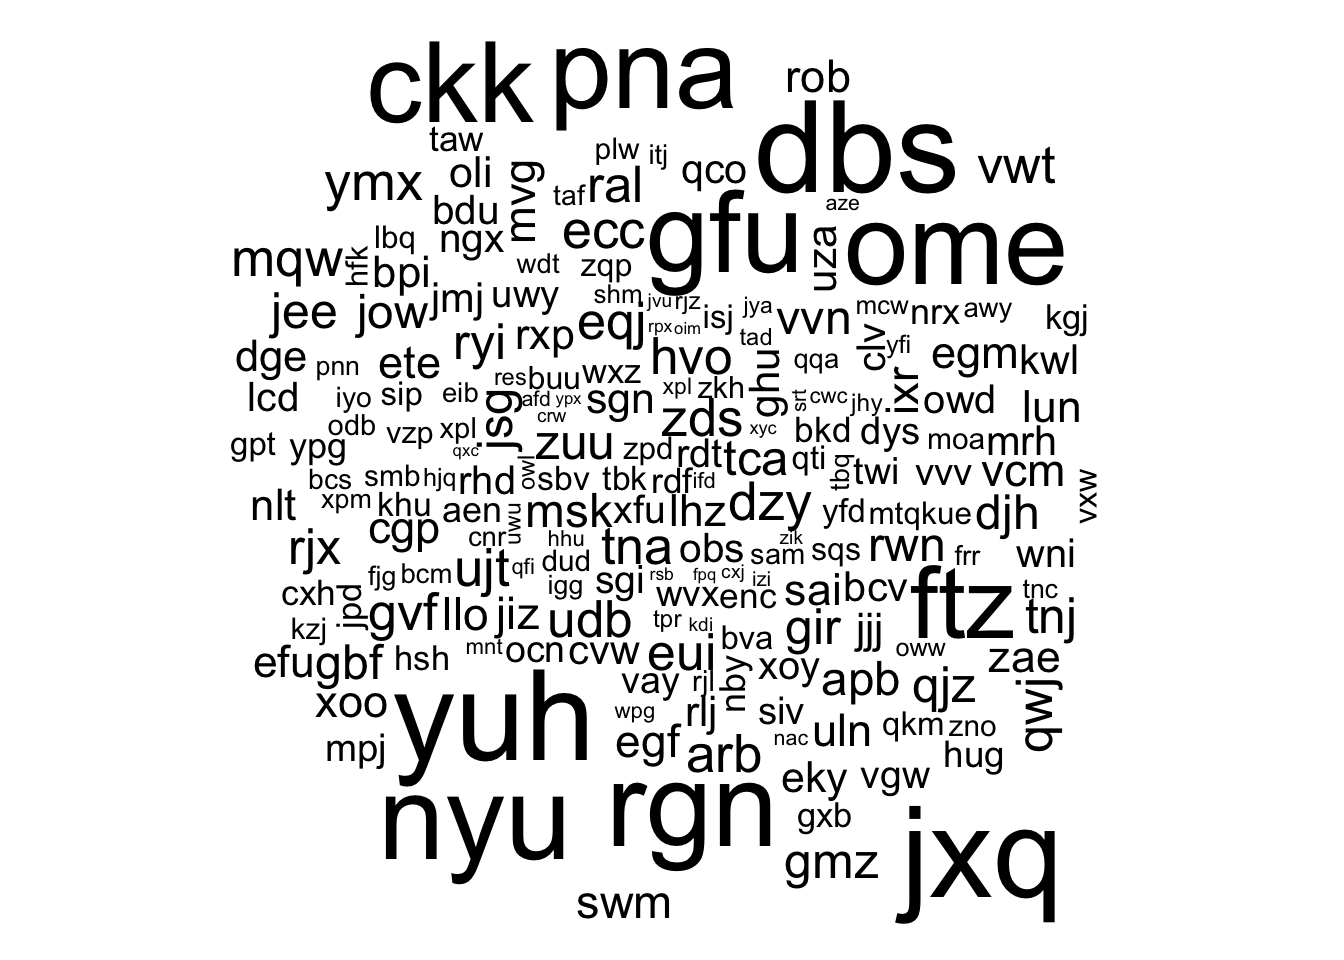 ckk pna rob
taw plw itj qco dbs vwt
ymx oli mvg taf ral aze
bdu ecc gfu uza ome
mqw hfk lbq ngx bpi wdt zqp
jee jow jmj uwy shm jvu rjz isj jya vvn mcw nrx awy kgj
ryi rxp eqj rpx oim tad clv yfi
dge pnn ete hvo ghu qqa egm kwl
lcd iyo sip eib res buu wxz xpl zkh srt cwc jhy ixr owd lun
jsg afd ypx sgn
gpt ypg odb vzp xpl qxc crw zuu zpd zds xyc bkd dys moa mrh
rdt tca qti
bcs smb hjq rhd owl sbv tbk rdf ifd tbq twi vvv vcm vxw
nlt xpm khu aen uwu msk xfu lhz dzy yfd mtq kue djh
rjx cgp cnr hhu tna obs sam zik sqs rwn frr wni
cxh jpd fjg bcm ujt qfi dud igg sgi rsb fpq cxj izi
wvx enc sai bcv ftz tnc tnj
kzj gvf llo jiz udb tpr kdi bva gir jjj oww
efu gbf hsh mnt ocn cvw eui nby xoy zae
xoo yuh vay rjl apb qjz qwj
mpj wpg rlj siv nac uln qkm zno
egf arb hug
nyu rgn eky vgw
gxb jxq
gmz
swm